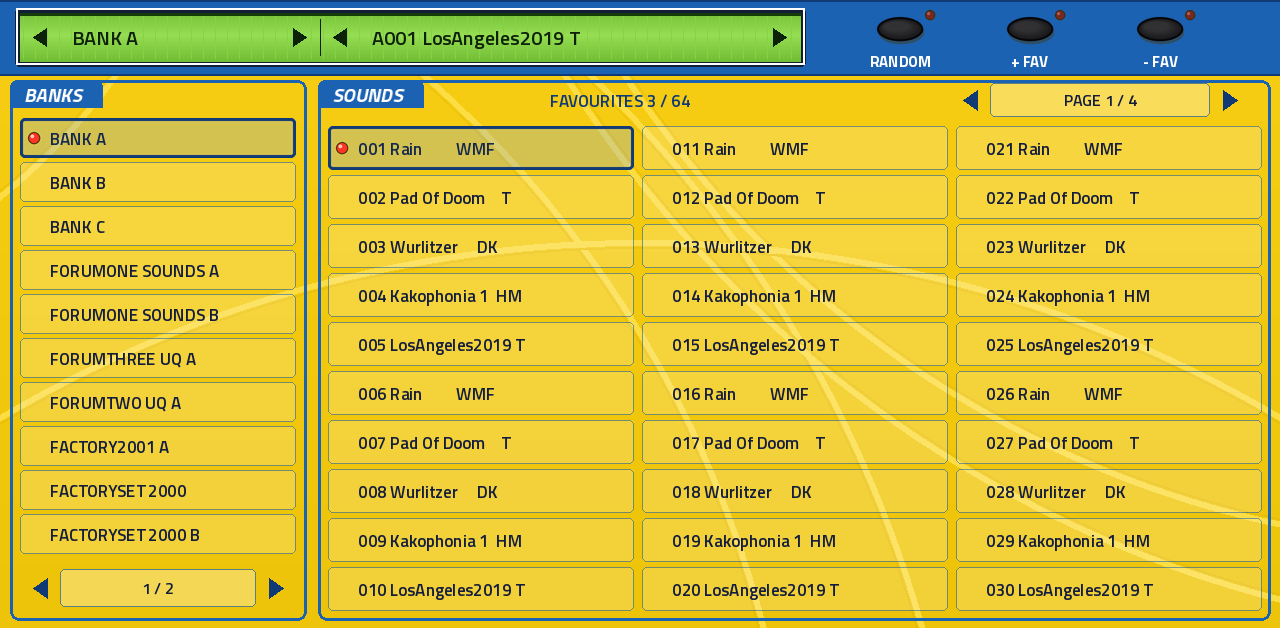 BANK A
A001 LosAngeles2019 T
RANDOM
+ FAV
- FAV
BANKS
BANK A
BANK B
BANK C
FORUMONE SOUNDS A
FORUMONE SOUNDS B
FORUMTHREE UQ A
FORUMTWO UQ A
FACTORY2001 A
FACTORYSET2000
FACTORYSET2000 B
1 / 2
SOUNDS
FAVOURITES 3 / 64
PAGE 1 / 4
001 Rain WMF
002 Pad Of Doom T
003 Wurlitzer DK
004 Kakophonia 1 HM
005 LosAngeles2019 T
006 Rain WMF
007 Pad Of Doom T
008 Wurlitzer DK
009 Kakophonia 1 HM
010 LosAngeles2019 T
011 Rain WMF
012 Pad Of Doom T
013 Wurlitzer DK
014 Kakophonia 1 HM
015 LosAngeles2019 T
016 Rain WMF
017 Pad Of Doom T
018 Wurlitzer DK
019 Kakophonia 1 HM
020 LosAngeles2019 T
021 Rain WMF
022 Pad Of Doom T
023 Wurlitzer DK
024 Kakophonia 1 HM
025 LosAngeles2019 T
026 Rain WMF
027 Pad Of Doom T
028 Wurlitzer DK
029 Kakophonia 1 HM
030 LosAngeles2019 T